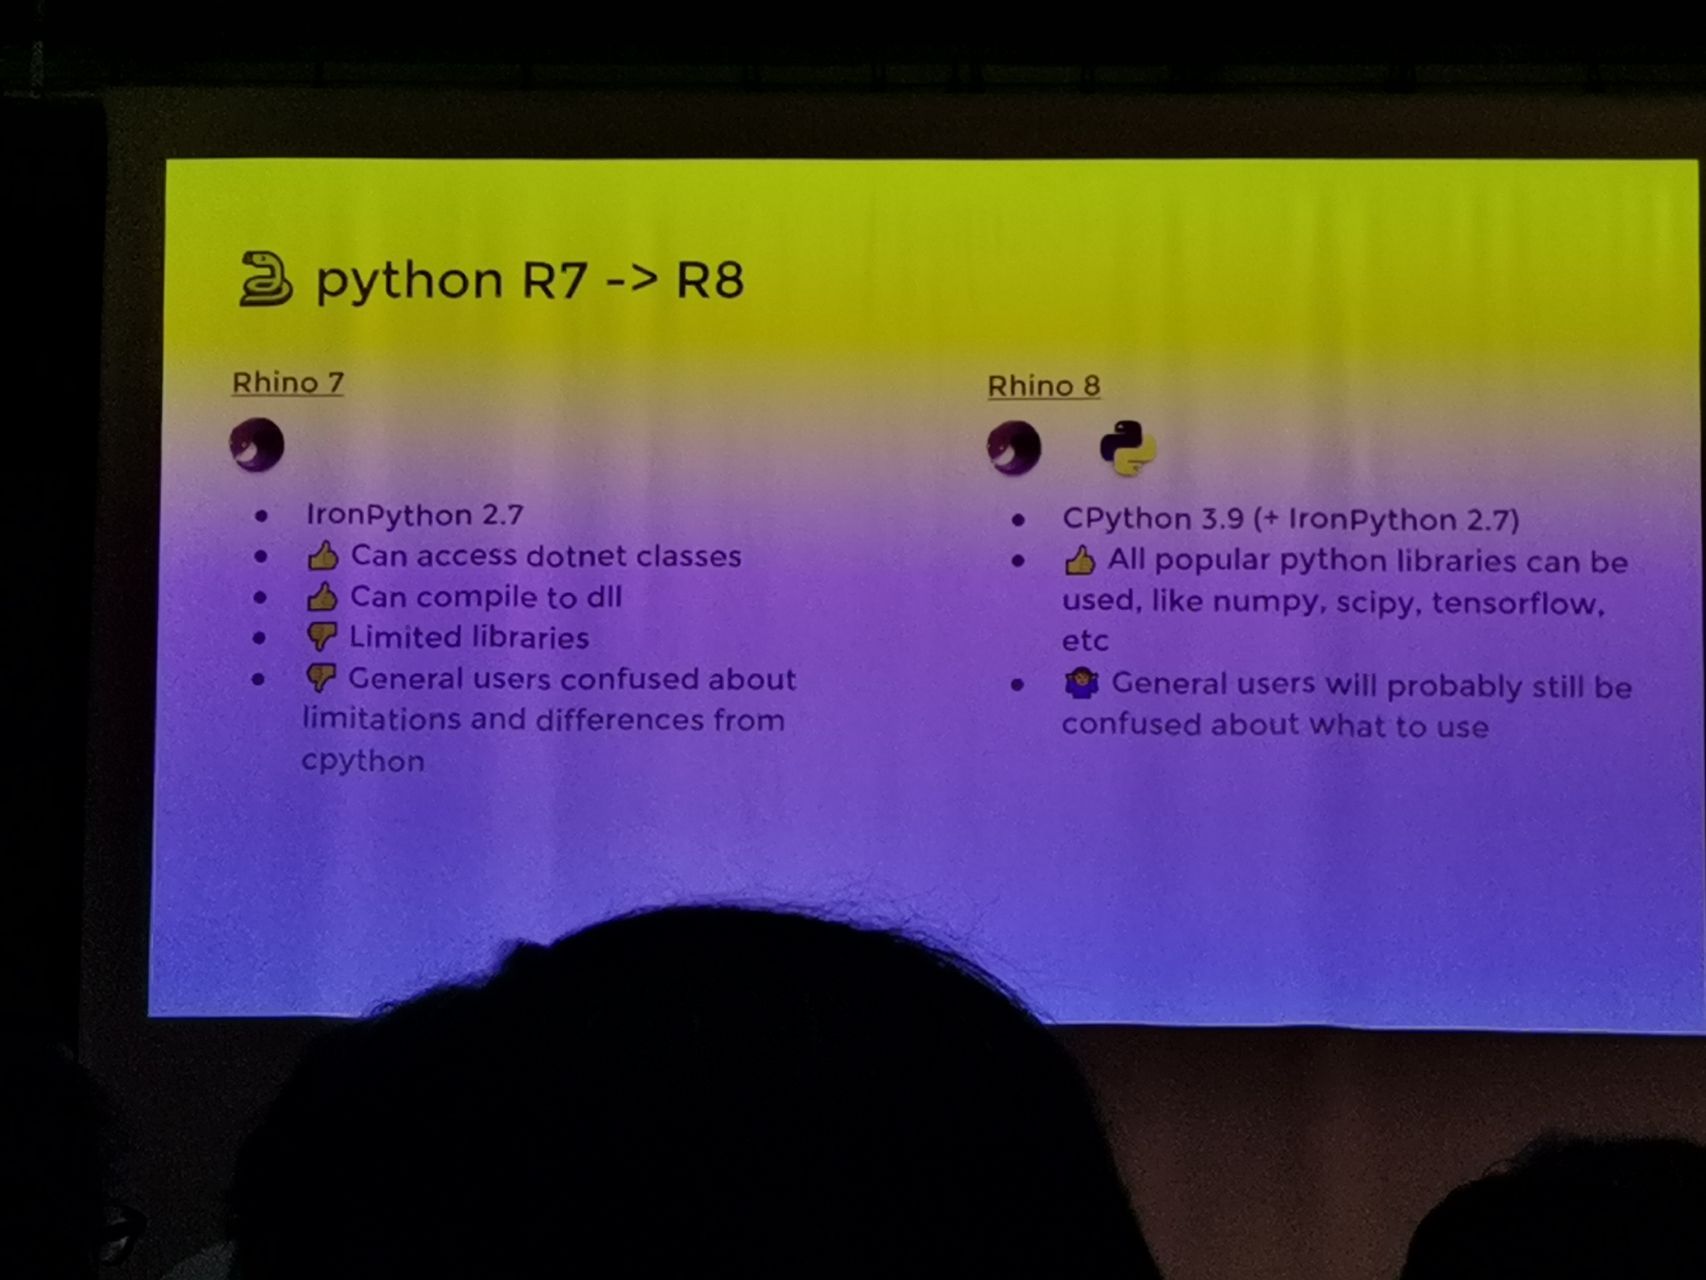 python R7 -> R8
Rhino 7
IronPython 2.7
Can access dotnet classes
Can compile to dll
Limited libraries
General users confused about
limitations and differences from
cpython
Rhino 8
CPython 3.9 (+ IronPython 2.7)
All popular python libraries can be
used, like numpy, scipy, tensorflow,
etc
General users will probably still be
confused about what to use